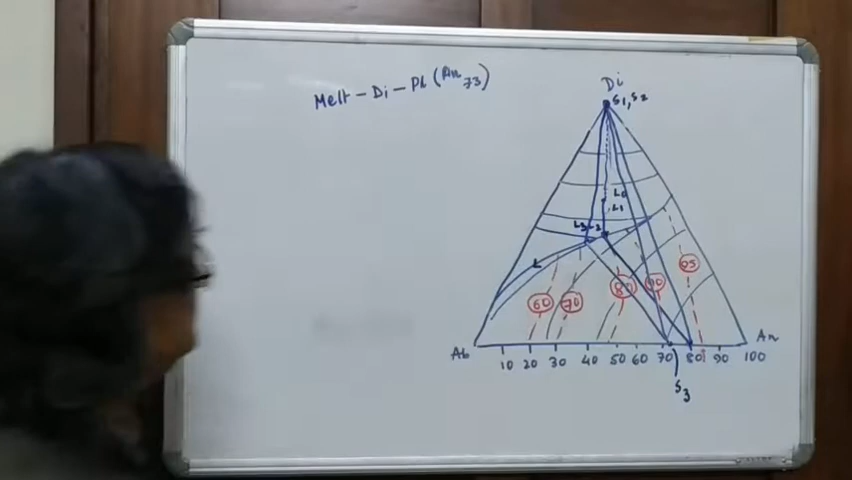 Melt - Di - Pl (An73)
Di
S1, S2
L0
L1
L3 L2
L
60 70 80 90 95
Ab 10 20 30 40 50 60 70 80 90 100 An
S3